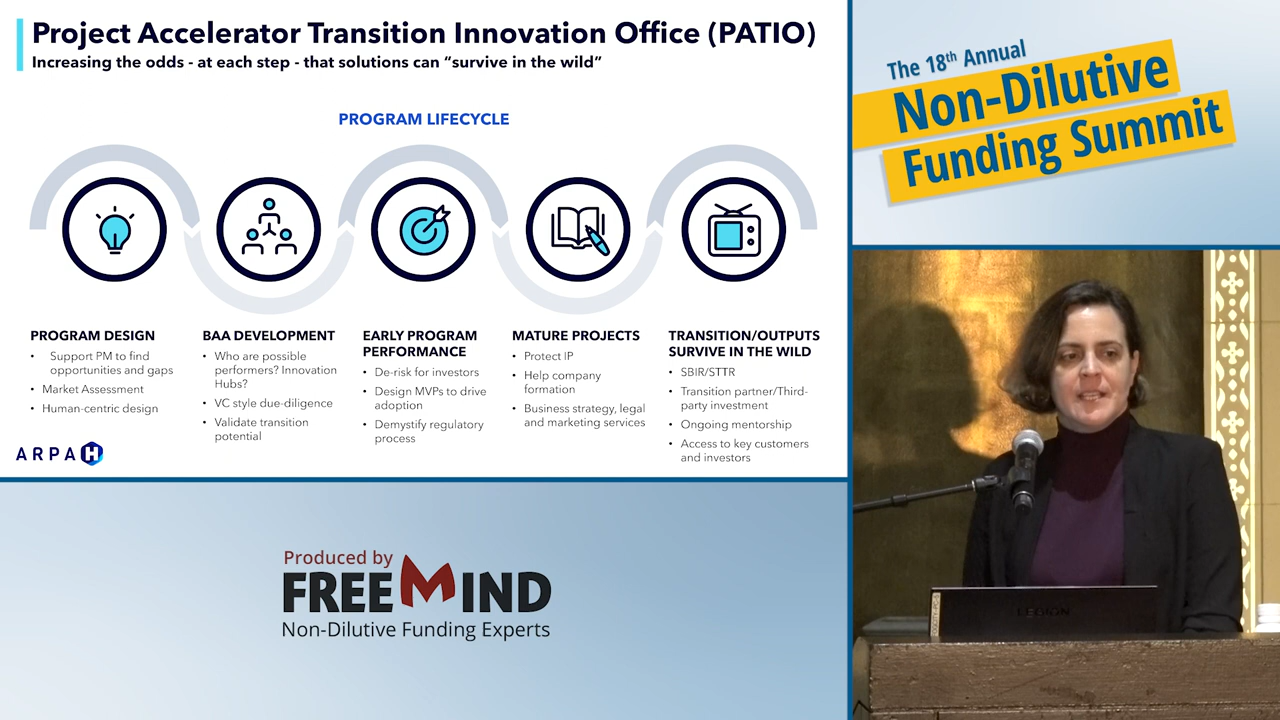 Project Accelerator Transition Innovation Office (PATIO)
Increasing the odds - at each step - that solutions can “survive in the wild”
PROGRAM LIFECYCLE
PROGRAM DESIGN
• Support PM to find
opportunities and gaps
• Market Assessment
• Human-centric design
BAA DEVELOPMENT
• Who are possible
performers? Innovation
Hubs?
• VC style due-diligence
• Validate transition
potential
EARLY PROGRAM
PERFORMANCE
• De-risk for investors
• Design MVPs to drive
adoption
• Demystify regulatory
process
MATURE PROJECTS
• Protect IP
• Help company
formation
• Business strategy, legal
and marketing services
TRANSITION/OUTPUTS
SURVIVE IN THE WILD
• SBIR/STTR
• Transition partner/Third-
party investment
• Ongoing mentorship
• Access to key customers
and investors
ARPA H
The 18th Annual
Non-Dilutive
Funding Summit
Produced by
FREEMIND
Non-Dilutive Funding Experts
LEGION